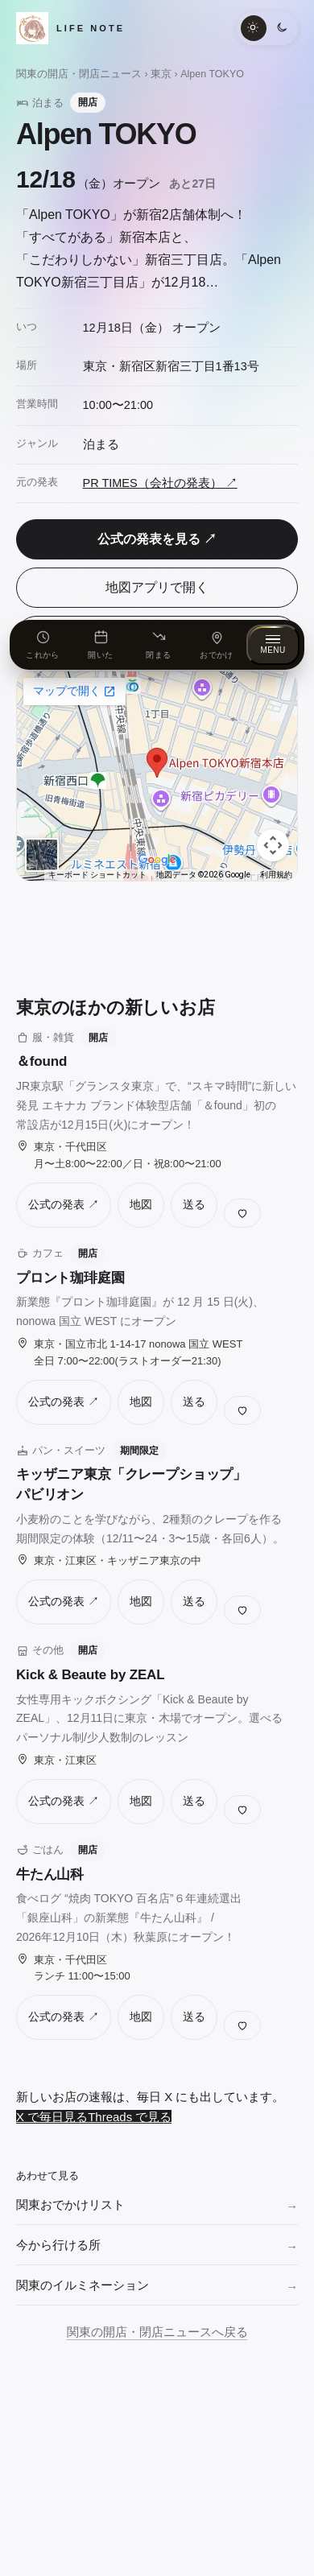 LIFE NOTE
関東の開店・閉店ニュース › 東京 › Alpen TOKYO
泊まる 開店
Alpen TOKYO
12/18（金）オープン あと27日
「Alpen TOKYO」が新宿2店舗体制へ！
「すべてがある」新宿本店と、
「こだわりしかない」新宿三丁目店。「Alpen
TOKYO新宿三丁目店」が12月18…
いつ 12月18日（金） オープン
場所 東京・新宿区新宿三丁目1番13号
営業時間 10:00〜21:00
ジャンル 泊まる
元の発表 PR TIMES（会社の発表） ↗
公式の発表を見る ↗
地図アプリで開く
これから
開いた
閉まる
おでかけ
MENU
マップで開く
1丁目
中央線
Alpen TOKYO新宿本店
新宿西口
新宿ピカデリー
旧青梅街道
中央東線
伊勢丹
ルミネエスト新宿
Google
キーボード ショートカット 地図データ ©2026 Google 利用規約
東京のほかの新しいお店
服・雑貨 開店
＆found
JR東京駅「グランスタ東京」で、“スキマ時間”に新しい
発見 エキナカ ブランド体験型店舗「＆found」初の
常設店が12月15日(火)にオープン！
東京・千代田区
月〜土8:00〜22:00／日・祝8:00〜21:00
公式の発表 ↗ 地図 送る
カフェ 開店
プロント珈琲庭園
新業態『プロント珈琲庭園』が 12 月 15 日(火)、
nonowa 国立 WEST にオープン
東京・国立市北 1-14-17 nonowa 国立 WEST
全日 7:00〜22:00(ラストオーダー21:30)
公式の発表 ↗ 地図 送る
パン・スイーツ 期間限定
キッザニア東京「クレープショップ」
パビリオン
小麦粉のことを学びながら、2種類のクレープを作る
期間限定の体験（12/11〜24・3〜15歳・各回6人）。
東京・江東区・キッザニア東京の中
公式の発表 ↗ 地図 送る
その他 開店
Kick & Beaute by ZEAL
女性専用キックボクシング「Kick & Beaute by
ZEAL」、12月11日に東京・木場でオープン。選べる
パーソナル制/少人数制のレッスン
東京・江東区
公式の発表 ↗ 地図 送る
ごはん 開店
牛たん山科
食べログ “焼肉 TOKYO 百名店”６年連続選出
「銀座山科」の新業態『牛たん山科』 /
2026年12月10日（木）秋葉原にオープン！
東京・千代田区
ランチ 11:00〜15:00
公式の発表 ↗ 地図 送る
新しいお店の速報は、毎日 X にも出しています。
X で毎日見るThreads で見る
あわせて見る
関東おでかけリスト →
今から行ける所 →
関東のイルミネーション →
関東の開店・閉店ニュースへ戻る